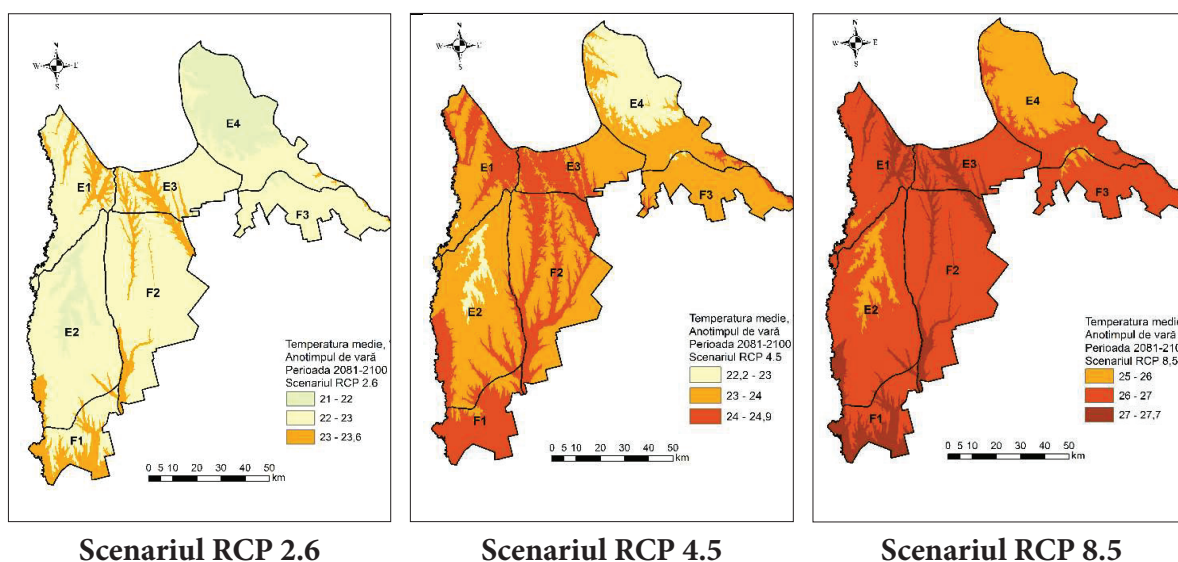 N
W E
S
E4
E1
E3
F3
F2
E2
F1
Temperatura medie,
Anotimpul de vară
Perioada 2081-2100
Scenariul RCP 2.6
21 - 22
22 - 23
23 - 23,6
0 5 10 20 30 40 50
km
Scenariul RCP 2.6
N
W E
S
E4
E1
E3
F3
F2
E2
F1
Temperatura medie,
Anotimpul de vară
Perioada 2081-2100
Scenariul RCP 4.5
22,2 - 23
23 - 24
24 - 24,9
0 5 10 20 30 40 50
km
Scenariul RCP 4.5
N
W E
S
E4
E1
E3
F3
F2
E2
F1
Temperatura medie
Anotimpul de vară
Perioada 2081-210
Scenariul RCP 8.5
25 - 26
26 - 27
27 - 27,7
0 5 10 20 30 40 50
km
Scenariul RCP 8.5